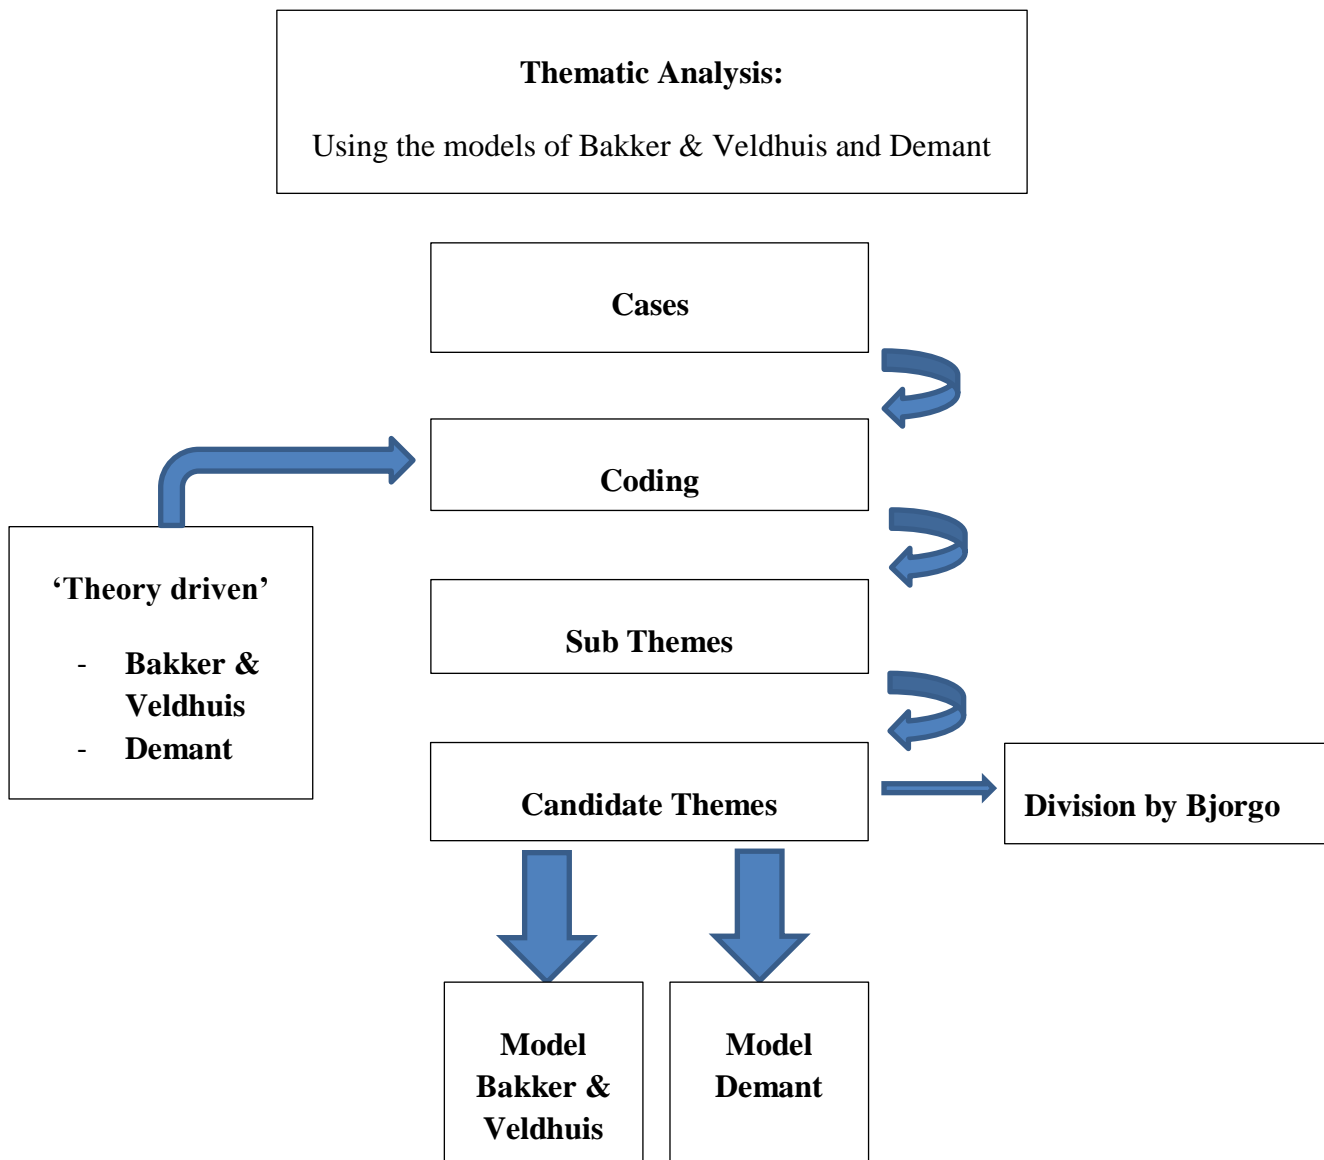 Thematic Analysis:
Using the models of Bakker & Veldhuis and Demant
Cases
Coding
‘Theory driven’
- Bakker &
Veldhuis
- Demant
Sub Themes
Candidate Themes
Division by Bjorgo
Model
Bakker &
Veldhuis
Model
Demant